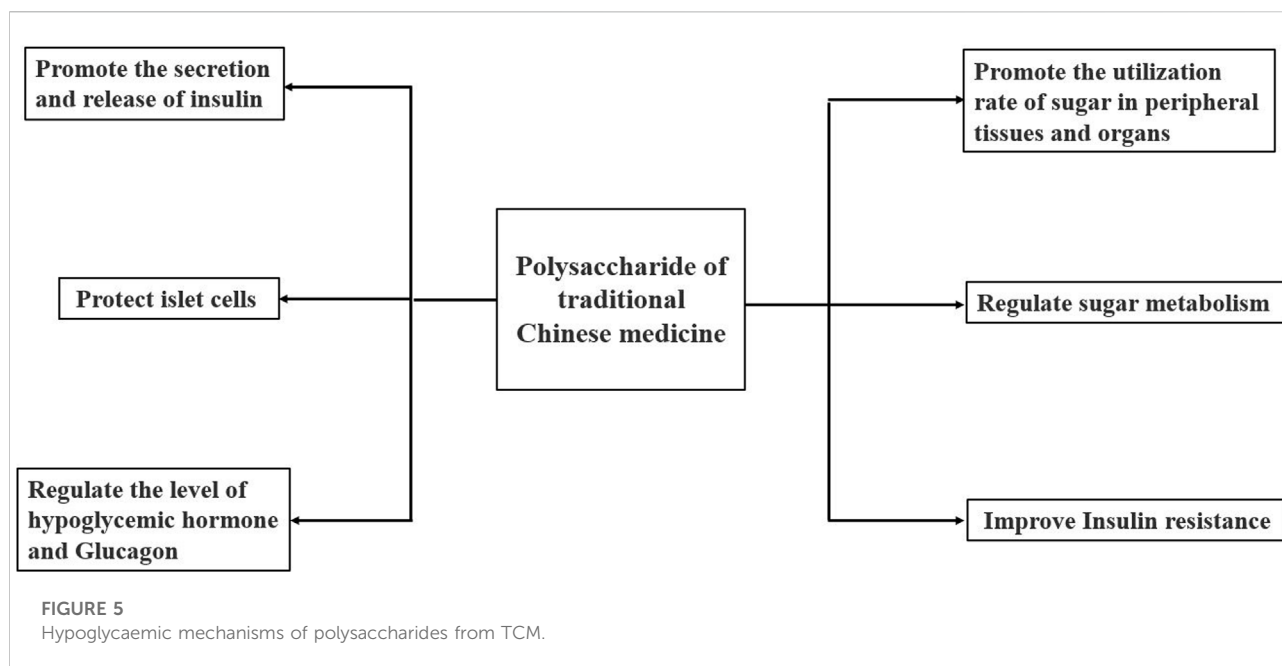 Promote the secretion
and release of insulin
Protect islet cells
Regulate the level of
hypoglycemic hormone
and Glucagon
Polysaccharide of
traditional
Chinese medicine
Promote the utilization
rate of sugar in peripheral
tissues and organs
Regulate sugar metabolism
Improve Insulin resistance
FIGURE 5
Hypoglycaemic mechanisms of polysaccharides from TCM.